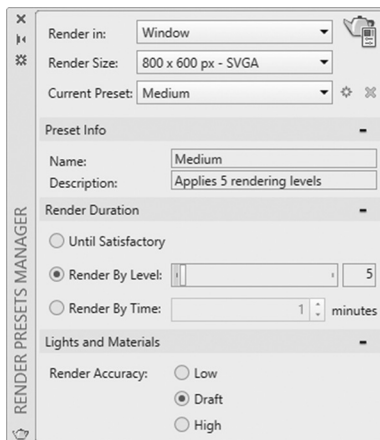 Render in: Window
Render Size: 800 x 600 px - SVGA
Current Preset: Medium
Preset Info
Name: Medium
Description: Applies 5 rendering levels
Render Duration
Until Satisfactory
Render By Level: 5
Render By Time: 1 minutes
Lights and Materials
Render Accuracy: Low
Draft
High
RENDER PRESETS MANAGER